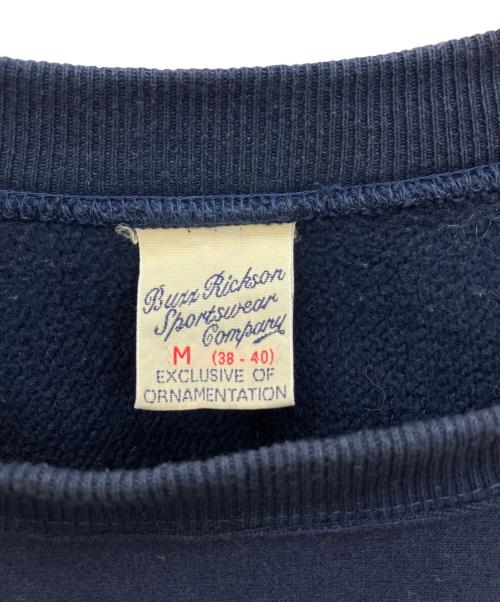 Buzz Rickson
Sportswear
Company
M (38 - 40)
EXCLUSIVE OF
ORNAMENTATION